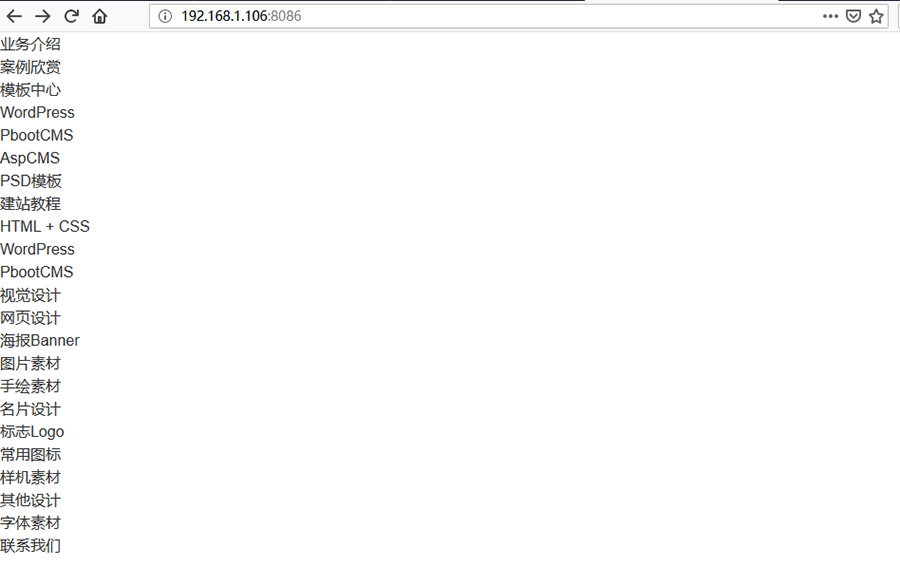 192.168.1.106:8086
业务介绍
案例欣赏
模板中心
WordPress
PbootCMS
AspCMS
PSD模板
建站教程
HTML + CSS
WordPress
PbootCMS
视觉设计
网页设计
海报Banner
图片素材
手绘素材
名片设计
标志Logo
常用图标
样机素材
其他设计
字体素材
联系我们